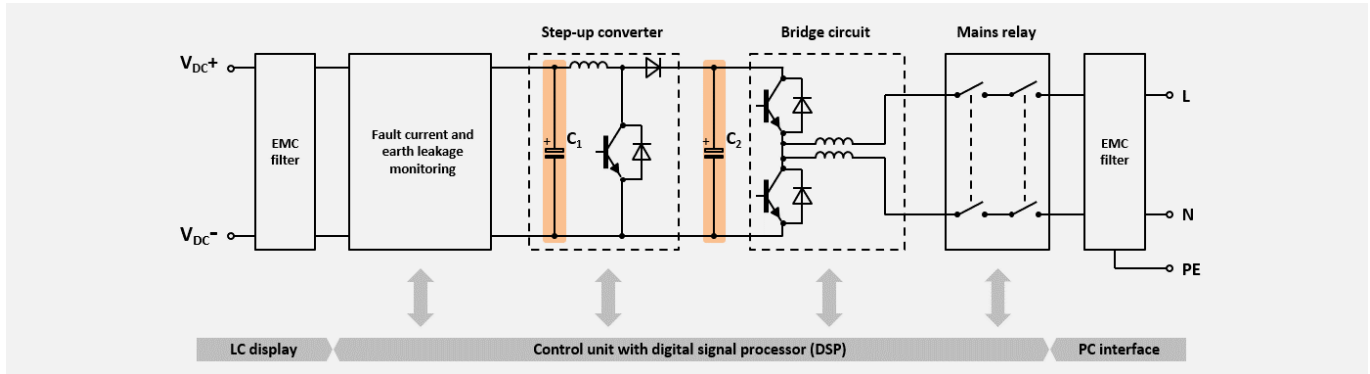 Step-up converter
Bridge circuit
Mains relay
VDC+
L
EMC
filter
Fault current and
earth leakage
monitoring
+
C1
+
C2
EMC
filter
N
VDC-
PE
LC display
Control unit with digital signal processor (DSP)
PC interface